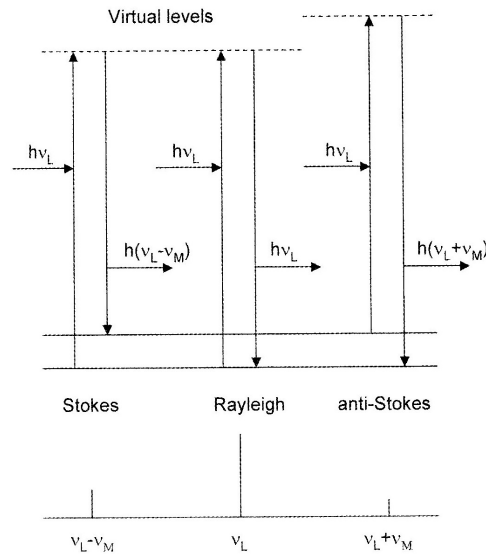 Virtual levels
hν_L hν_L hν_L
h(ν_L-ν_M) hν_L h(ν_L+ν_M)
Stokes Rayleigh anti-Stokes
ν_L-ν_M ν_L ν_L+ν_M